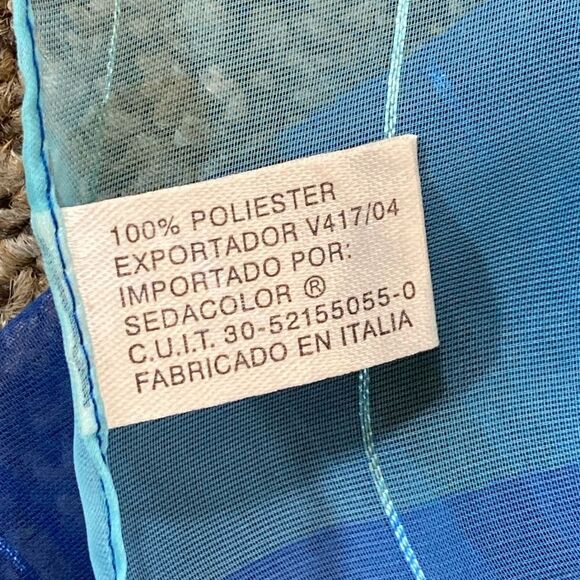 100% POLIESTER
EXPORTADOR V417/04
IMPORTADO POR:
SEDACOLOR ®
C.U.I.T. 30-52155055-0
FABRICADO EN ITALIA